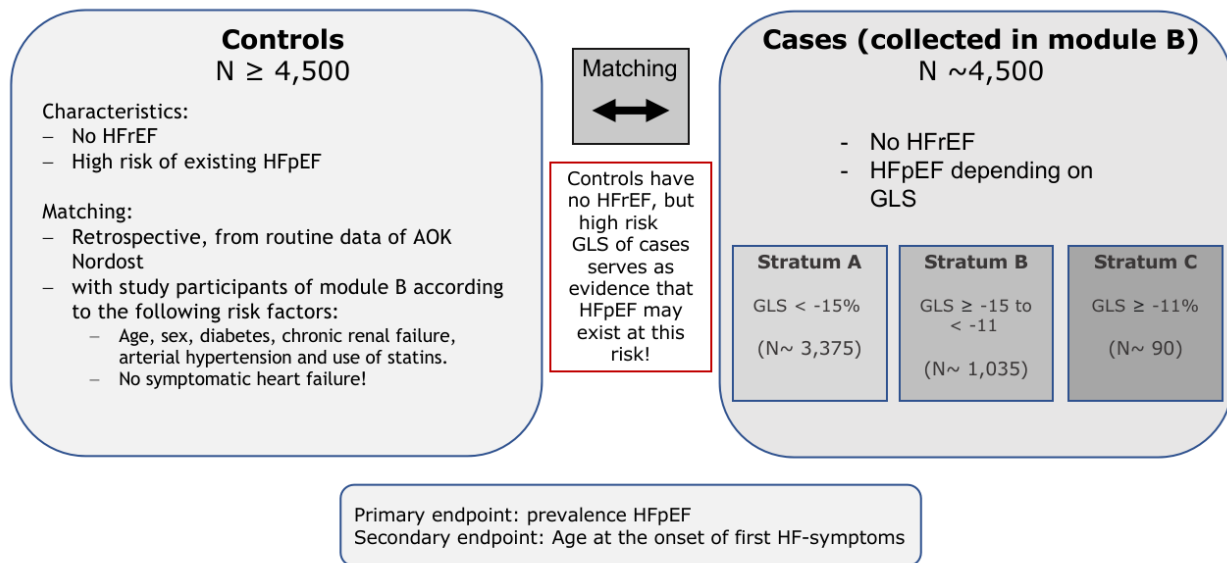 Controls
N ≥ 4,500
Characteristics:
– No HFrEF
– High risk of existing HFpEF
Matching:
– Retrospective, from routine data of AOK
Nordost
– with study participants of module B according
to the following risk factors:
– Age, sex, diabetes, chronic renal failure,
arterial hypertension and use of statins.
– No symptomatic heart failure!
Matching
Controls have
no HFrEF, but
high risk
GLS of cases
serves as
evidence that
HFpEF may
exist at this
risk!
Cases (collected in module B)
N ~4,500
- No HFrEF
- HFpEF depending on
GLS
Stratum A
GLS < -15%
(N~ 3,375)
Stratum B
GLS ≥ -15 to
< -11
(N~ 1,035)
Stratum C
GLS ≥ -11%
(N~ 90)
Primary endpoint: prevalence HFpEF
Secondary endpoint: Age at the onset of first HF-symptoms